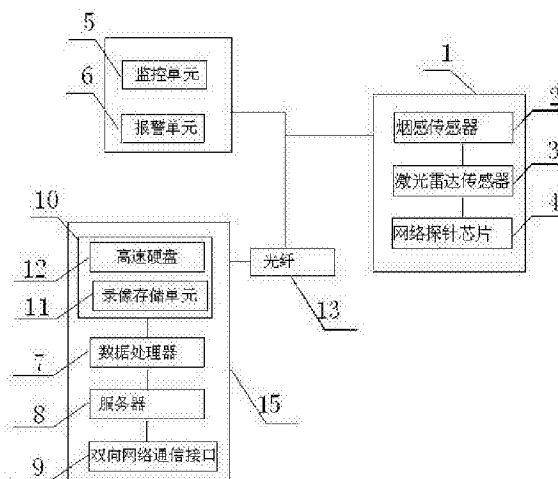 5
监控单元
6
报警单元
1
烟感传感器
2
激光雷达传感器
3
网络探针芯片
4
10
12
高速硬盘
11
录像存储单元
光纤
13
7
数据处理器
8
服务器
15
9
双向网络通信接口